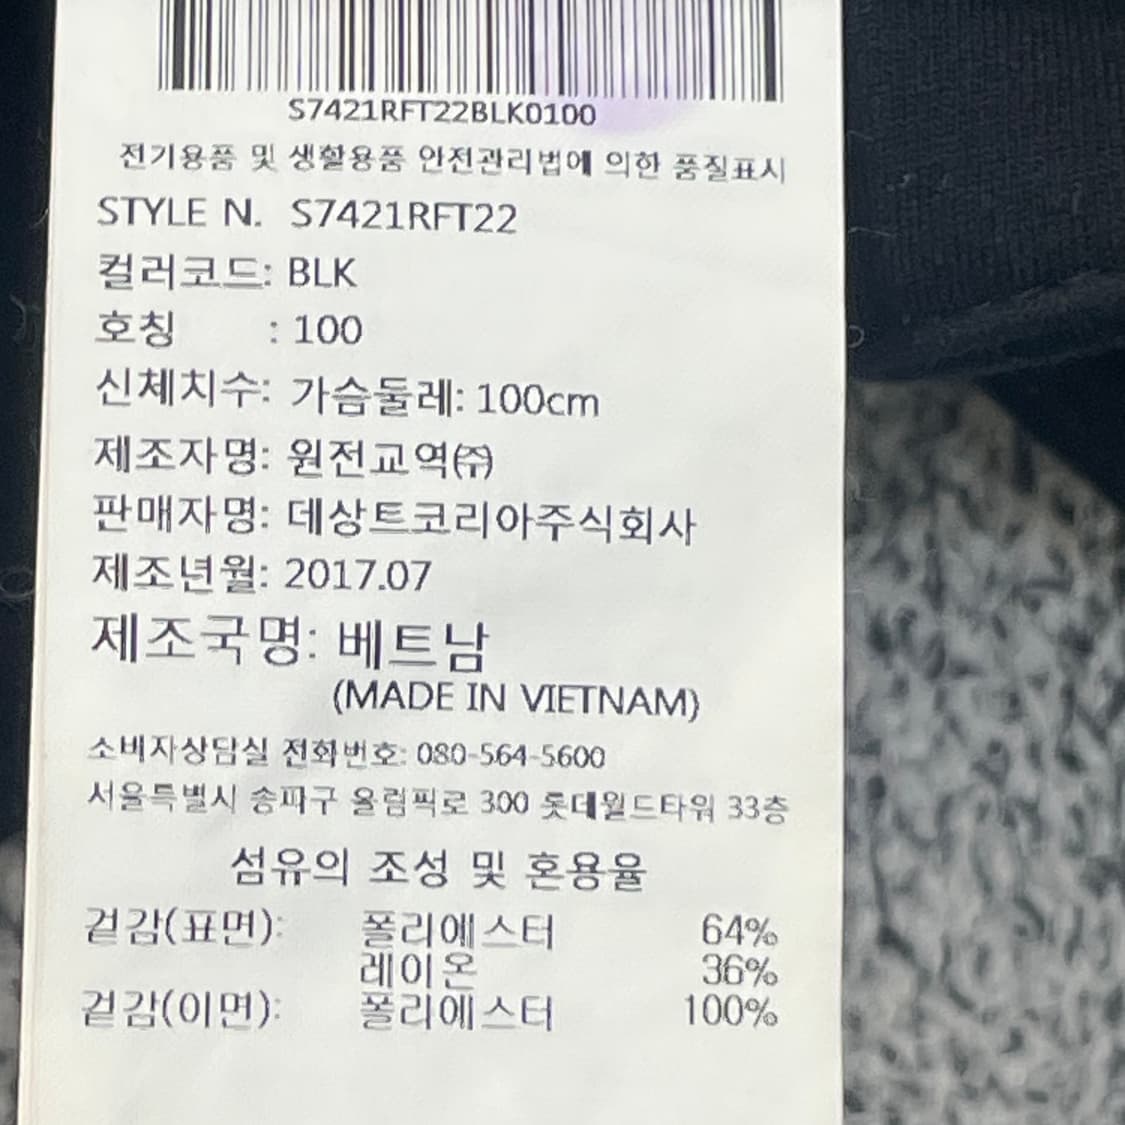 S7421RFT22BLK0100
전기용품 및 생활용품 안전관리법에 의한 품질표시
STYLE N. S7421RFT22
컬러코드: BLK
호칭 : 100
신체치수: 가슴둘레: 100cm
제조자명: 원전교역㈜
판매자명: 데상트코리아주식회사
제조년월: 2017.07
제조국명: 베트남
(MADE IN VIETNAM)
소비자상담실 전화번호: 080-564-5600
서울특별시 송파구 올림픽로 300 롯데월드타워 33층
섬유의 조성 및 혼용율
겉감(표면): 폴리에스터 64%
레이온 36%
겉감(이면): 폴리에스터 100%